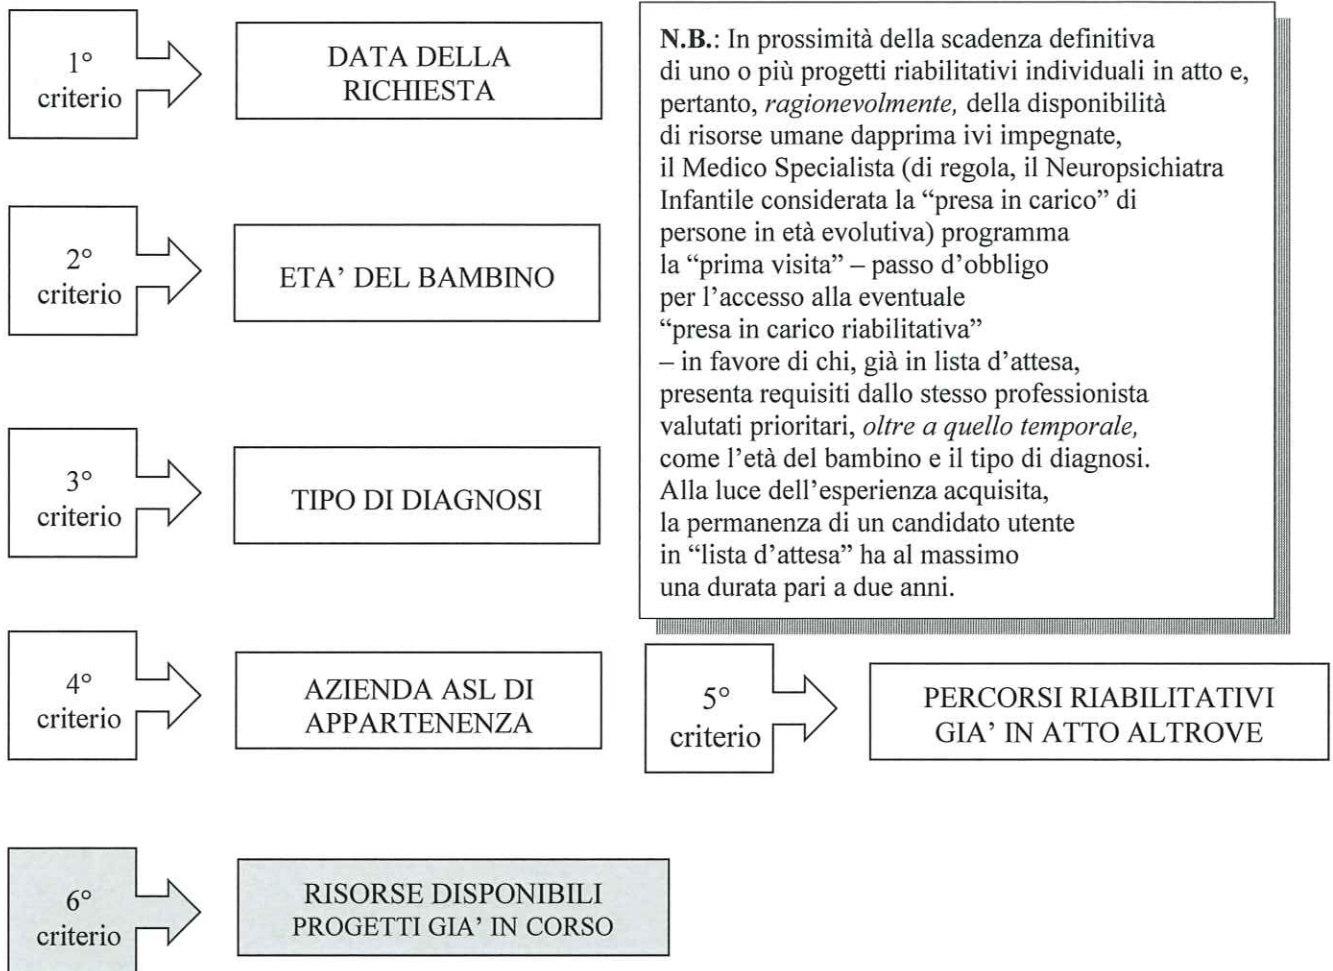 1°
criterio
DATA DELLA
RICHIESTA
N.B.: In prossimità della scadenza definitiva
di uno o più progetti riabilitativi individuali in atto e,
pertanto, ragionevolmente, della disponibilità
di risorse umane dapprima ivi impegnate,
il Medico Specialista (di regola, il Neuropsichiatra
Infantile considerata la “presa in carico” di
persone in età evolutiva) programma
la “prima visita” – passo d’obbligo
per l’accesso alla eventuale
“presa in carico riabilitativa”
– in favore di chi, già in lista d’attesa,
presenta requisiti dallo stesso professionista
valutati prioritari, oltre a quello temporale,
come l’età del bambino e il tipo di diagnosi.
Alla luce dell’esperienza acquisita,
la permanenza di un candidato utente
in “lista d’attesa” ha al massimo
una durata pari a due anni.
2°
criterio
ETA’ DEL BAMBINO
3°
criterio
TIPO DI DIAGNOSI
4°
criterio
AZIENDA ASL DI
APPARTENENZA
5°
criterio
PERCORSI RIABILITATIVI
GIA’ IN ATTO ALTROVE
6°
criterio
RISORSE DISPONIBILI
PROGETTI GIA’ IN CORSO